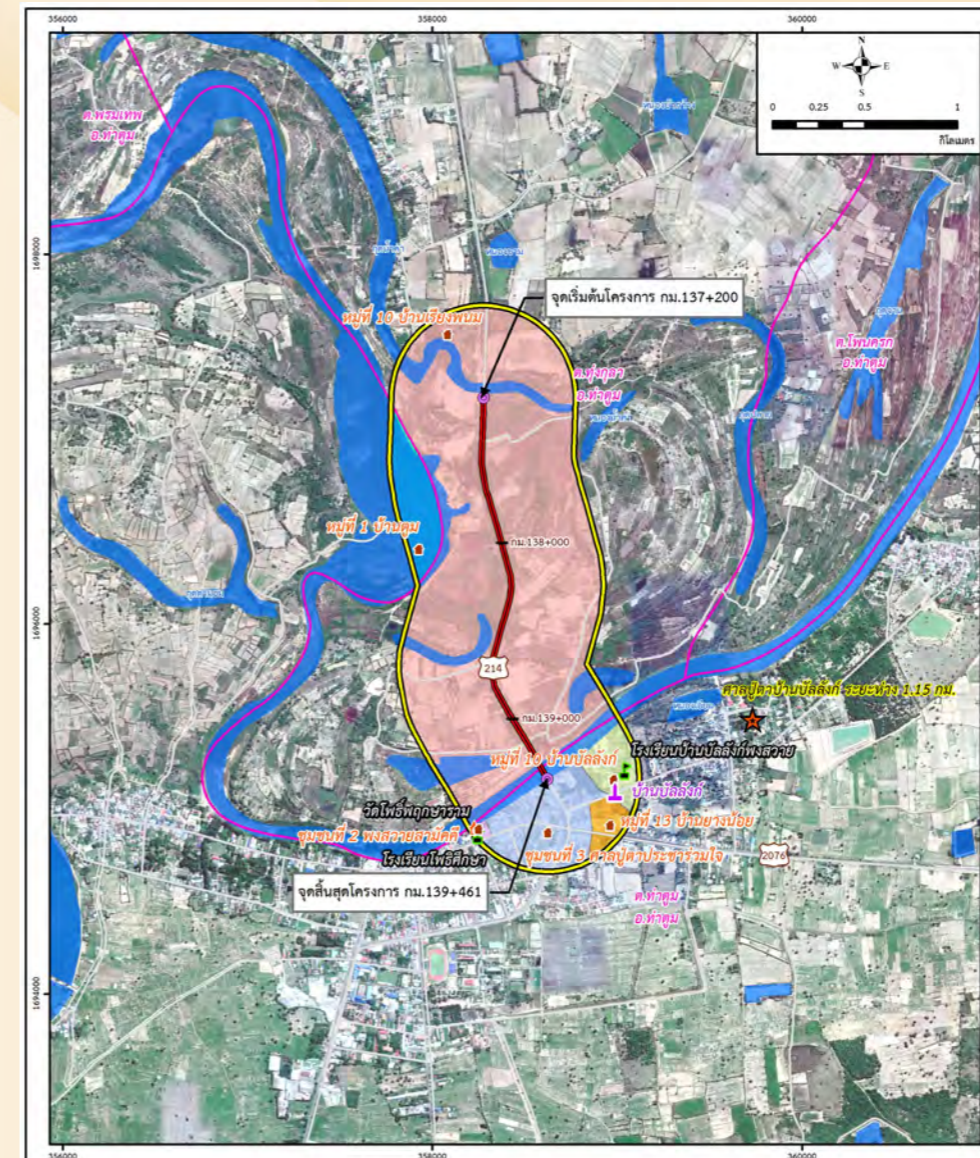 356000
358000
360000
N
W
E
S
0
0.25
0.5
1
กิโลเมตร
ต.พรมเทพ
อ.ท่าตูม
1698000
1698000
จุดเริ่มต้นโครงการ กม.137+200
หมู่ที่ 10 บ้านเรียงพนม
ต.โพนครก
อ.ท่าตูม
ต.ทุ่งกุลา
อ.ท่าตูม
หมู่ที่ 1 บ้านตูม
กม.138+000
1696000
1696000
214
ศาลปู่ตาบ้านบัลลังก์ ระยะห่าง 1.15 กม.
กม.139+000
โรงเรียนบ้านบัลลังก์พงสวาย
หมู่ที่ 10 บ้านบัลลังก์
บ้านบัลลังก์
วัดโพธิ์พฤกษาราม
หมู่ที่ 13 บ้านยางน้อย
ชุมชนที่ 2 พงสวายสามัคคี
โรงเรียนโพธิศึกษา
ชุมชนที่ 3 ศาลปู่ตาประชาร่วมใจ
2076
จุดสิ้นสุดโครงการ กม.139+461
ต.ท่าตูม
อ.ท่าตูม
1694000
1694000
356000
358000
360000